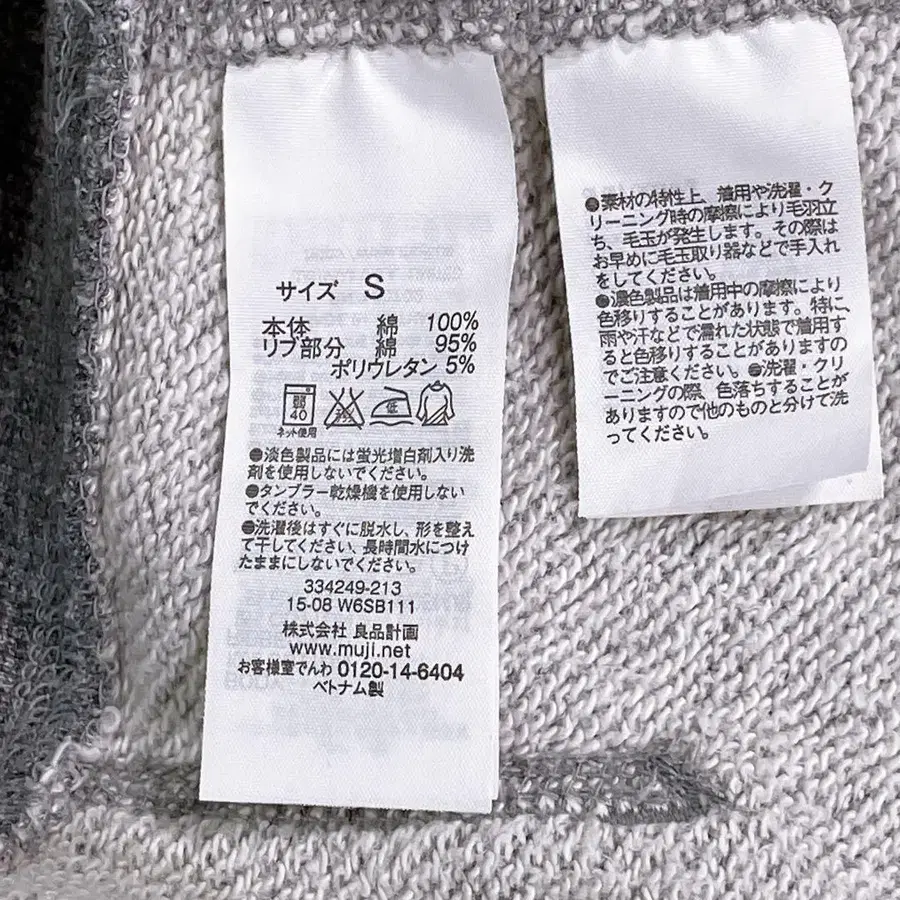 サイズ S
本体 綿 100%
リブ部分 綿 95%
ポリウレタン 5%
弱
40
低
ネット使用
●淡色製品には蛍光増白剤入り洗
剤を使用しないでください。
●タンブラー乾燥機を使用しない
でください。
●洗濯後はすぐに脱水し、形を整え
て干してください、長時間水につけ
たままにしないでください。
334249-213
15-08 W6SB111
株式会社 良品計画
www.muji.net
お客様室でんわ 0120-14-6404
ベトナム製
●素材の特性上、着用や洗濯・ク
リーニング時の摩擦により毛羽立
ち、毛玉が発生します。その際は
お早めに毛玉取り器などで手入れ
をしてください。
●濃色製品は着用中の摩擦により
色移りすることがあります。特に、
雨や汗などで濡れた状態で着用す
ると色移りすることがありますの
でご注意ください。●洗濯・クリ
ーニングの際、色落ちすることが
ありますので他のものと分けて洗
ってください。